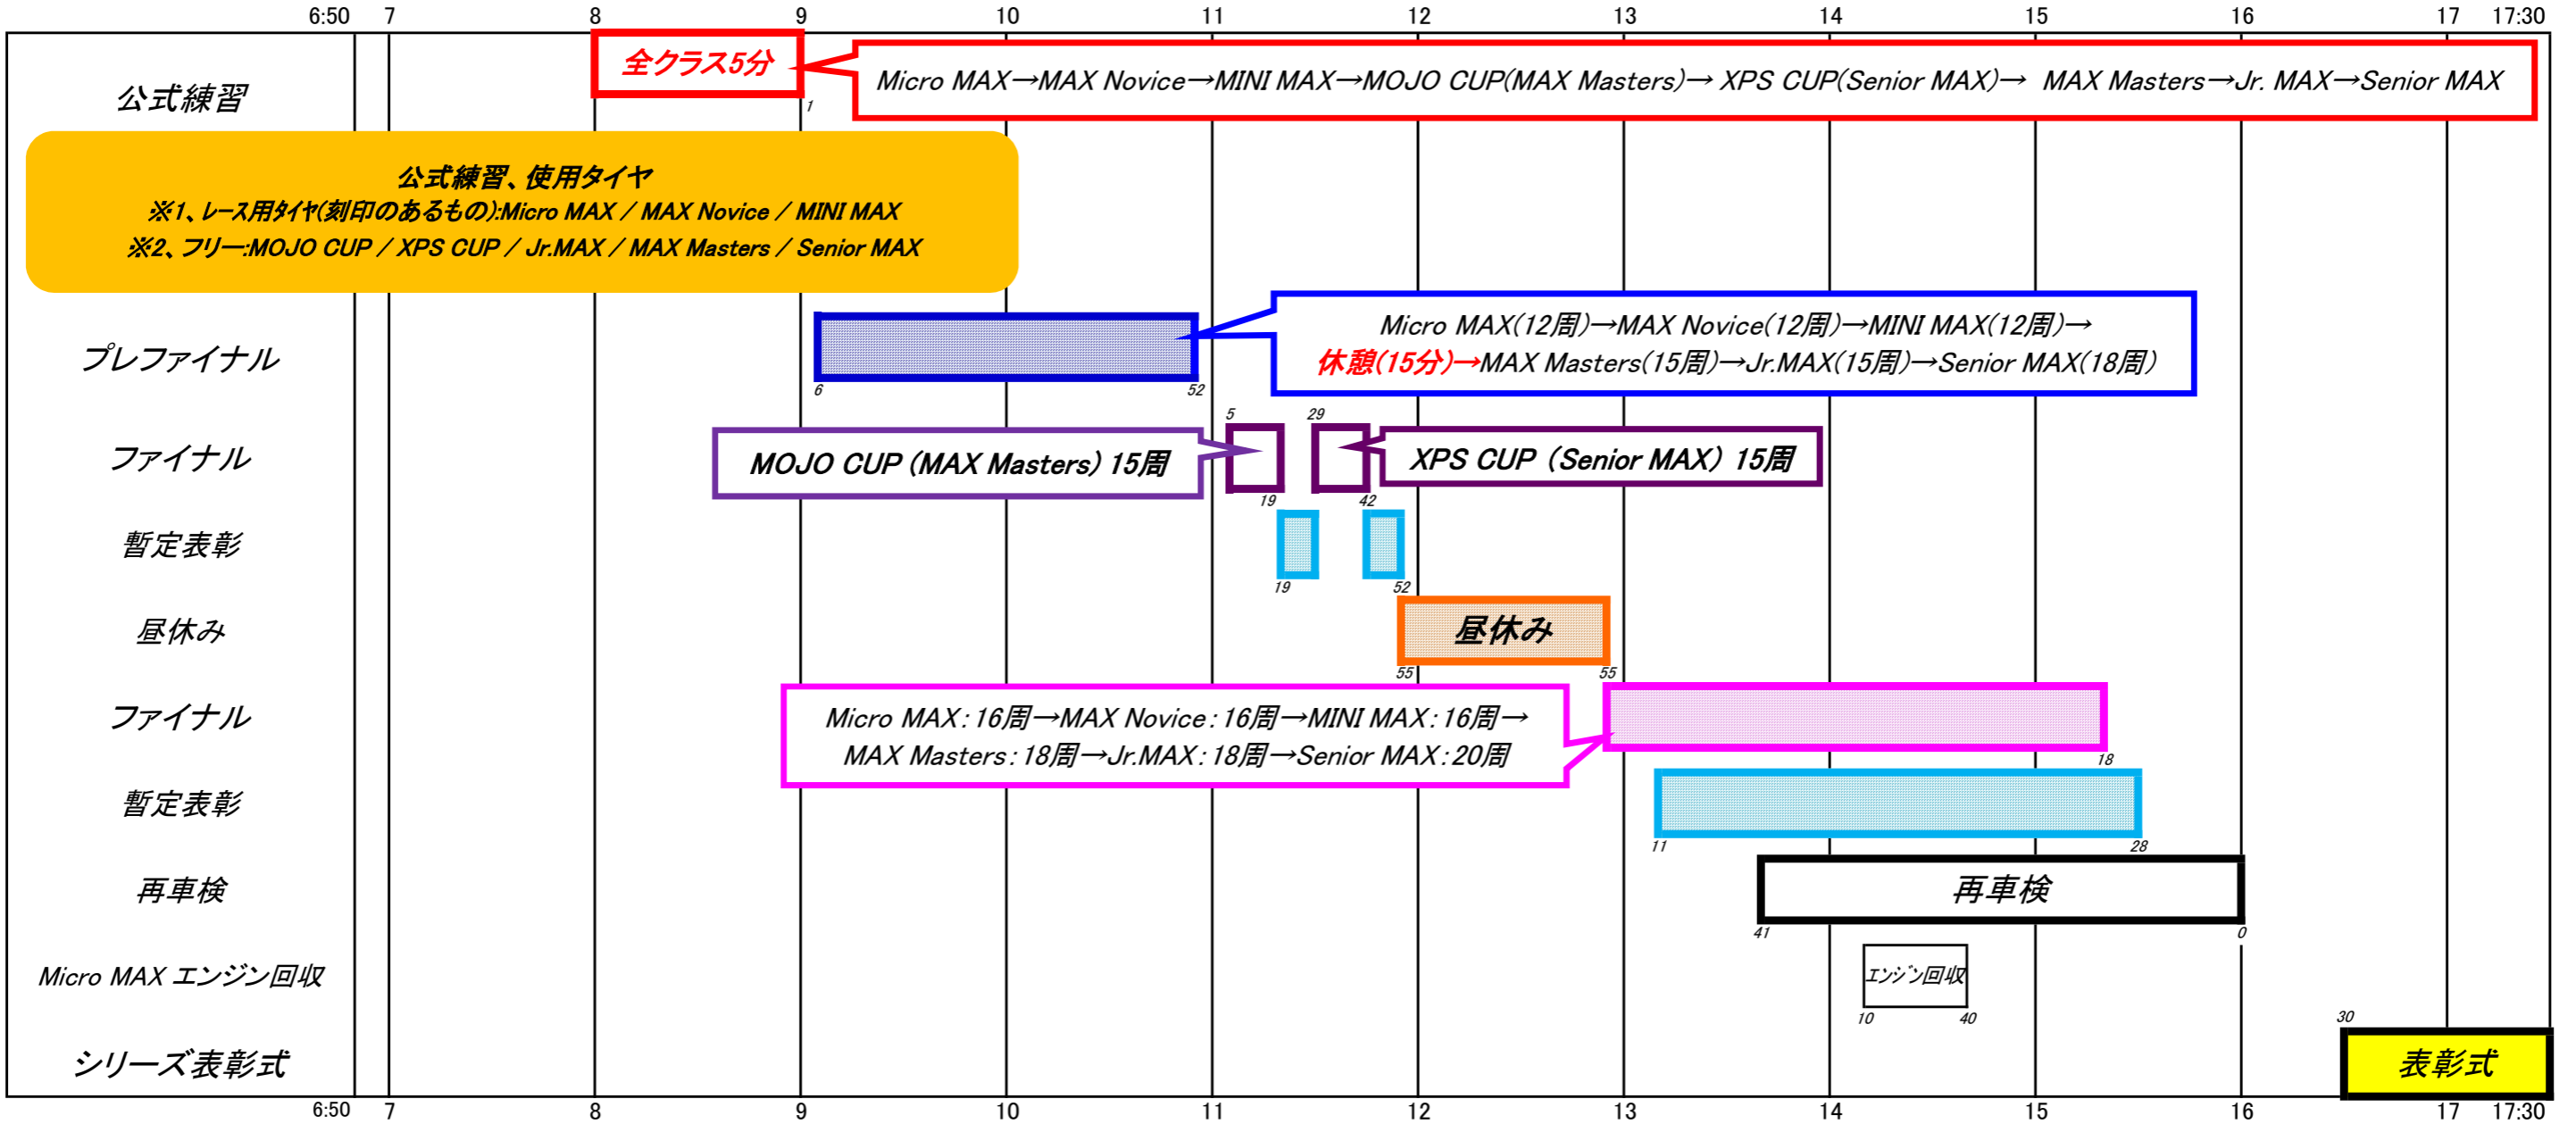 6:50 7 8 9 10 11 12 13 14 15 16 17 17:30
公式練習
全クラス5分
1
Micro MAX→MAX Novice→MINI MAX→MOJO CUP(MAX Masters)→ XPS CUP(Senior MAX)→ MAX Masters→Jr. MAX→Senior MAX
公式練習、使用タイヤ
※1、ﾚｰｽ用ﾀｲﾔ(刻印のあるもの):Micro MAX / MAX Novice / MINI MAX
※2、フリー:MOJO CUP / XPS CUP / Jr.MAX / MAX Masters / Senior MAX
プレファイナル
6 52
Micro MAX(12周)→MAX Novice(12周)→MINI MAX(12周)→
休憩(15分)→MAX Masters(15周)→Jr.MAX(15周)→Senior MAX(18周)
ファイナル
MOJO CUP (MAX Masters) 15周
5 29
19 42
XPS CUP (Senior MAX) 15周
暫定表彰
19 52
昼休み
昼休み
55 55
ファイナル
Micro MAX:16周→MAX Novice:16周→MINI MAX:16周→
MAX Masters:18周→Jr.MAX:18周→Senior MAX:20周
18
暫定表彰
11 28
再車検
再車検
41 0
Micro MAX エンジン回収
ｴﾝｼﾞﾝ回収
10 40
シリーズ表彰式
30
表彰式
6:50 7 8 9 10 11 12 13 14 15 16 17 17:30